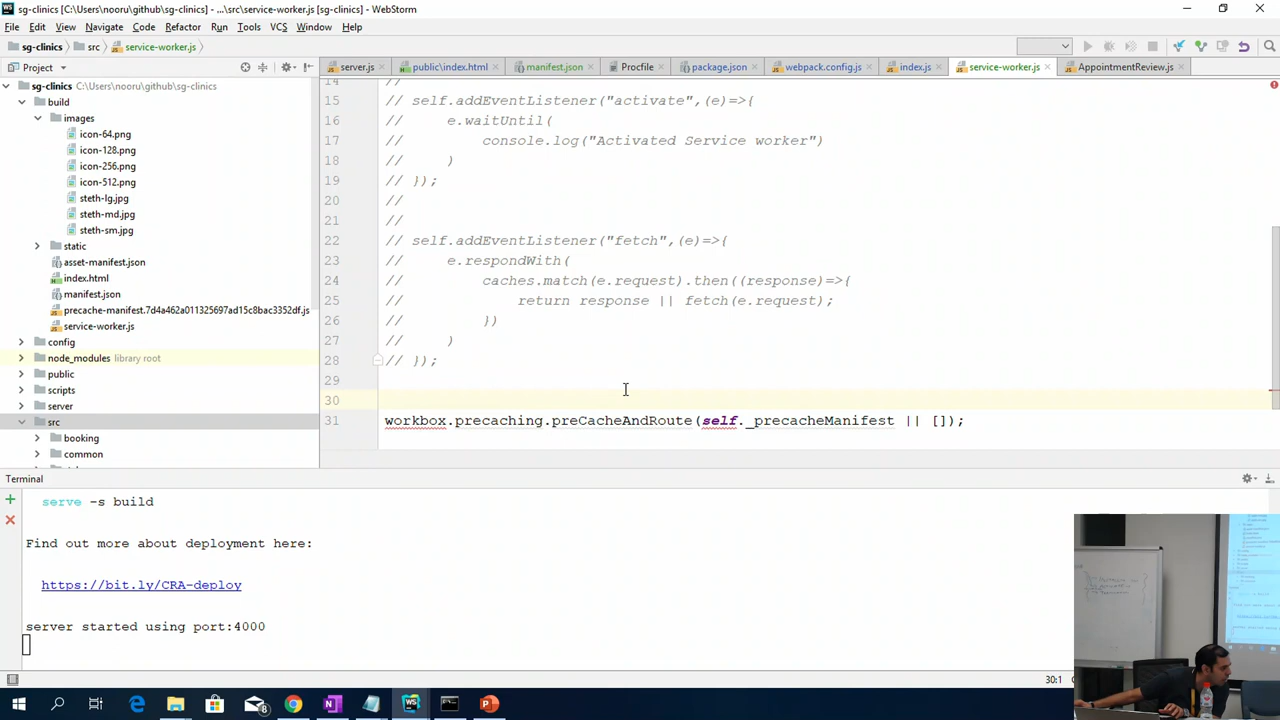 sg-clinics [C:\Users\nooru\github\sg-clinics] - ...\src\service-worker.js [sg-clinics] - WebStorm
File Edit View Navigate Code Refactor Run Tools VCS Window Help
sg-clinics src service-worker.js
Project
server.js public\index.html manifest.json Procfile package.json webpack.config.js index.js service-worker.js AppointmentReview.js
sg-clinics C:\Users\nooru\github\sg-clinics
build
images
icon-64.png
icon-128.png
icon-256.png
icon-512.png
steth-lg.jpg
steth-md.jpg
steth-sm.jpg
static
asset-manifest.json
index.html
manifest.json
precache-manifest.7d4a462a011325697ad15c8bac3352df.js
service-worker.js
config
node_modules library root
public
scripts
server
src
booking
common
14 //
15 // self.addEventListener("activate",(e)=>{
16 // e.waitUntil(
17 // console.log("Activated Service worker")
18 // )
19 // });
20 //
21 //
22 // self.addEventListener("fetch",(e)=>{
23 // e.respondWith(
24 // caches.match(e.request).then((response)=>{
25 // return response || fetch(e.request);
26 // })
27 // )
28 // });
29
30
31 workbox.precaching.preCacheAndRoute(self._precacheManifest || []);
Terminal
serve -s build
Find out more about deployment here:
https://bit.ly/CRA-deploy
server started using port:4000
30:1
8